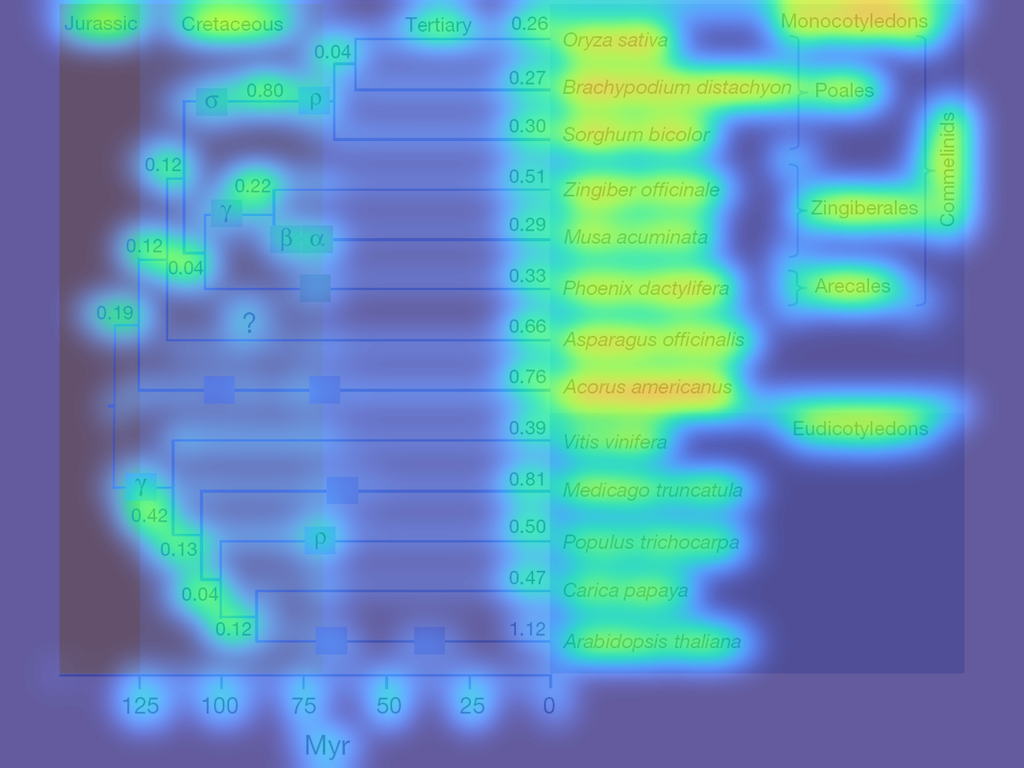 Jurassic Cretaceous Tertiary Monocotyledons
0.26 Oryza sativa
0.04
σ 0.80 ρ 0.27 Brachypodium distachyon Poales
0.30 Sorghum bicolor
0.12
γ 0.22 0.51 Zingiber officinale
Zingiberales
Commelinids
0.12 β α 0.29 Musa acuminata
0.04 0.33 Phoenix dactylifera Arecales
0.19 ? 0.66 Asparagus officinalis
0.76 Acorus americanus
Eudicotyledons
0.39 Vitis vinifera
γ 0.81 Medicago truncatula
0.42
0.13 ρ 0.50 Populus trichocarpa
0.04 0.47 Carica papaya
0.12 1.12 Arabidopsis thaliana
125 100 75 50 25 0
Myr